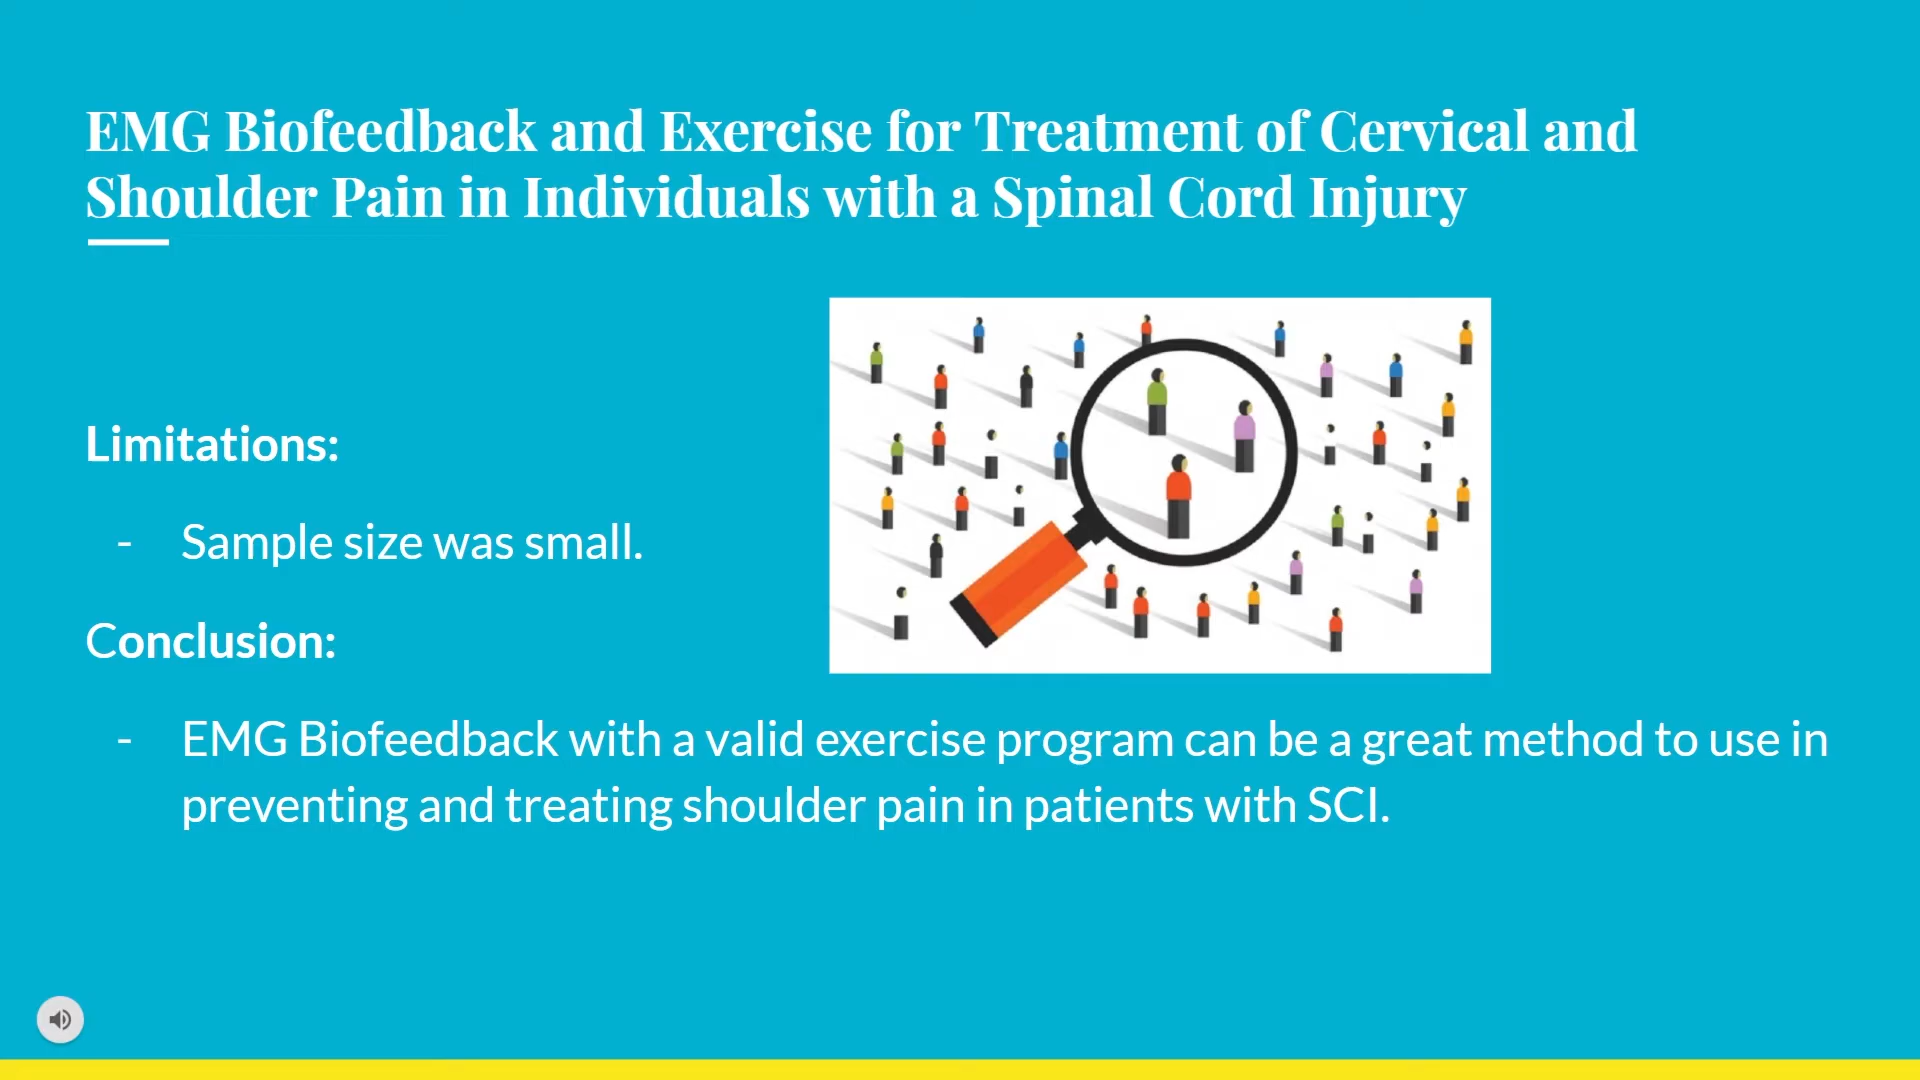 EMG Biofeedback and Exercise for Treatment of Cervical and
Shoulder Pain in Individuals with a Spinal Cord Injury
Limitations:
- Sample size was small.
Conclusion:
- EMG Biofeedback with a valid exercise program can be a great method to use in
preventing and treating shoulder pain in patients with SCI.